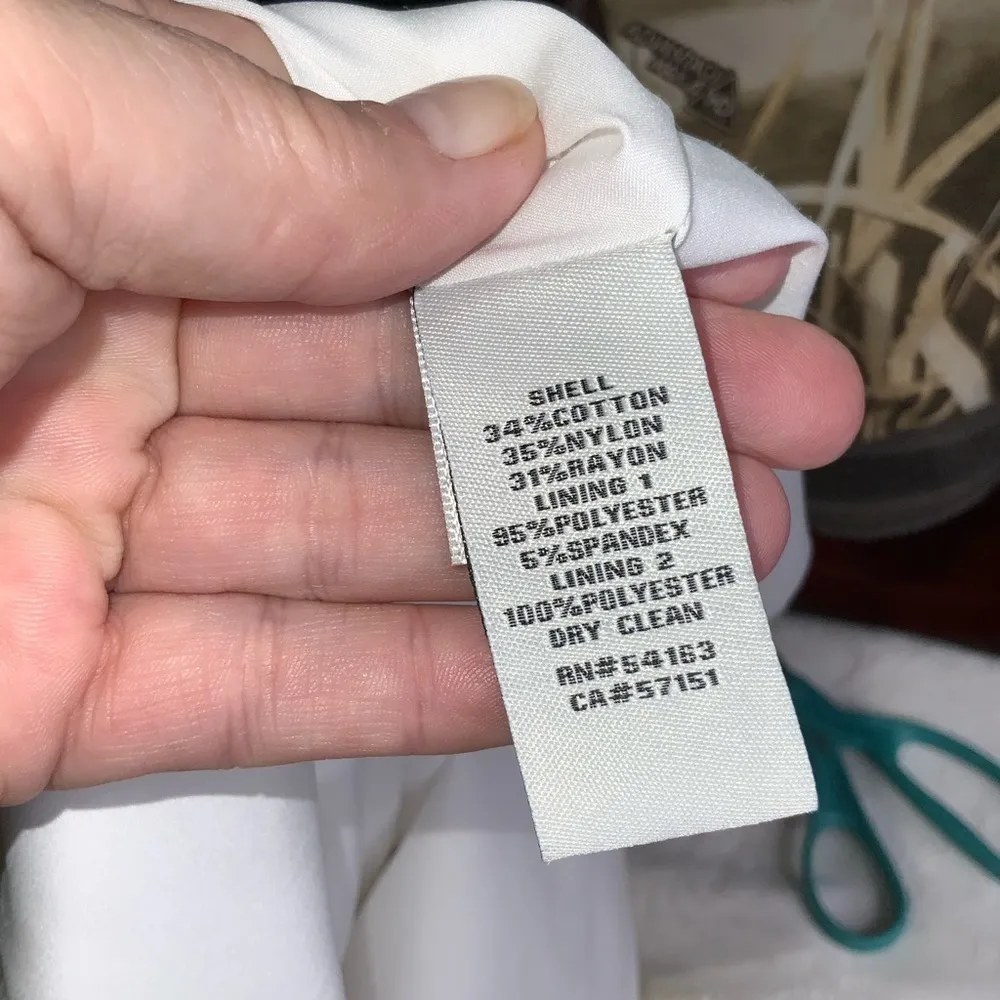 SHELL
34%COTTON
35%NYLON
31%RAYON
LINING 1
95%POLYESTER
5%SPANDEX
LINING 2
100%POLYESTER
DRY CLEAN
RN#54163
CA#57151